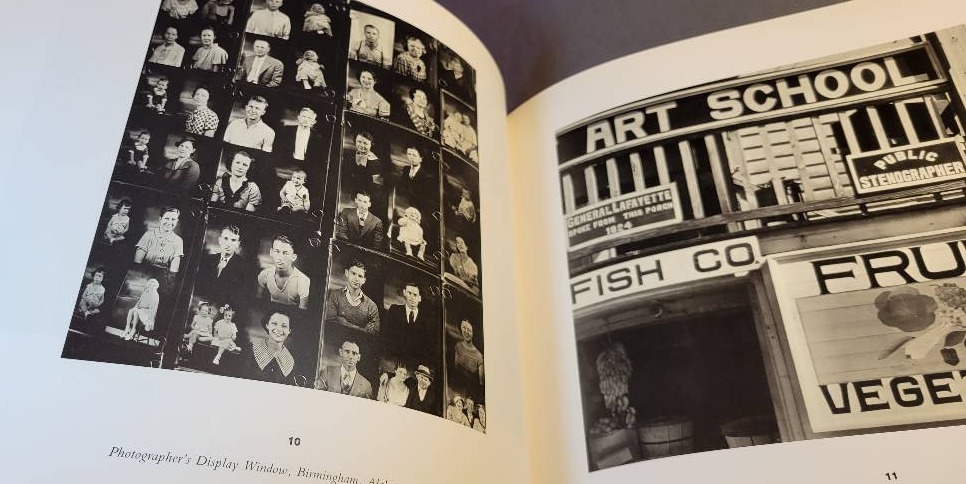 10
Photographer's Display Window, Birmingham,
ART SCHOOL
PUBLIC
STENOGRAPHER
GENERAL LAFAYETTE
SPOKE FROM THIS PORCH
1824
FISH CO.
FRU
VEGET
11